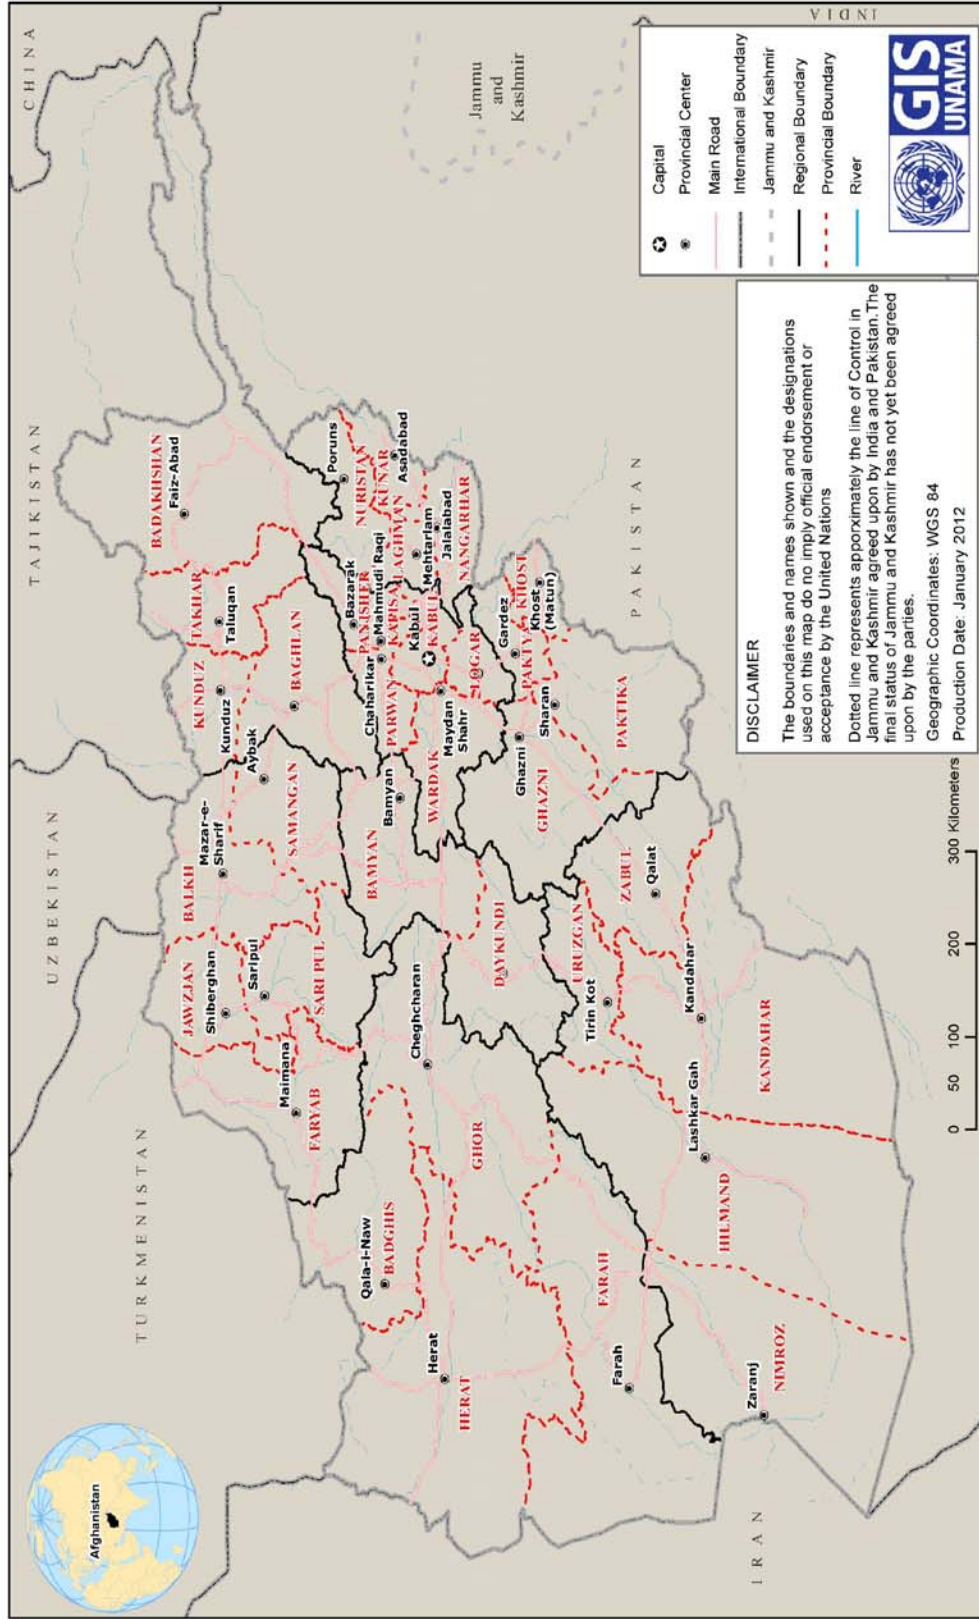 CHINA
TAJIKISTAN
UZBEKISTAN
TURKMENISTAN
IRAN
PAKISTAN
INDIA
Jammu
and
Kashmir
Afghanistan
BADAKHSHAN
Faiz-Abad
TAKHAR
Taluqan
KUNDUZ
Kunduz
BAGHLAN
Aybak
SAMANGAN
BALKH
Mazar-e-
Sharif
JAWZJAN
Shiberghan
Saripul
SARI PUL
Maimana
FARYAB
Qala-i-Naw
BADGHIS
Herat
HERAT
Cheghcharan
GHOR
Farah
FARAH
Zaranj
NIMROZ
Lashkar Gah
HILMAND
Kandahar
KANDAHAR
Tirin Kot
URUZGAN
Qalat
ZABUL
DAYKUNDI
BAMYAN
Bamyan
WARDAK
Maydan
Shahr
PARWAN
Chaharikar
PANJSHER
Bazarak
KAPISA
Mahmudi Raqi
Kabul
KABUL
LOGAR
LAGHMAN
Mehtarlam
NURISTAN
Poruns
KUNAR
Asadabad
NANGARHAR
Jalalabad
Gardez
PAKTYA
KHOST
Khost
(Matun)
Sharan
PAKTIKA
Ghazni
GHAZNI
0 50 100 200 300 Kilometers
DISCLAIMER
The boundaries and names shown and the designations
used on this map do no imply official endorsement or
acceptance by the United Nations
Dotted line represents apporximately the line of Control in
Jammu and Kashmir agreed upon by India and Pakistan.The
final status of Jammu and Kashmir has not yet been agreed
upon by the parties.
Geographic Coordinates: WGS 84
Production Date: January 2012
Capital
Provincial Center
Main Road
International Boundary
Jammu and Kashmir
Regional Boundary
Provincial Boundary
River
GIS
UNAMA